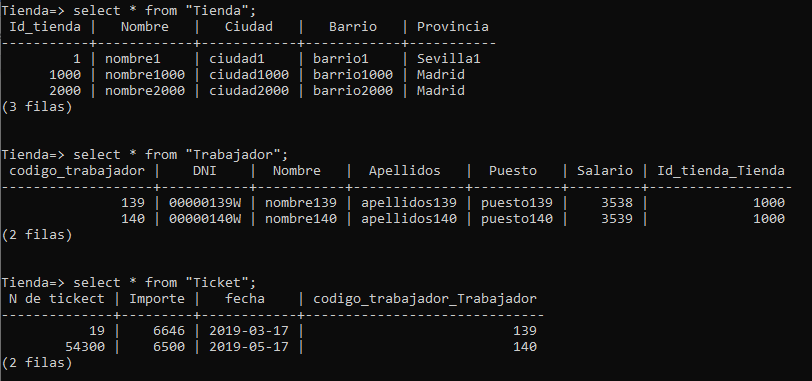 Tienda=> select * from "Tienda";
 Id_tienda |   Nombre   |   Ciudad   |   Barrio   | Provincia
-----------+------------+------------+------------+-----------
         1 | nombre1    | ciudad1    | barrio1    | Sevilla1
      1000 | nombre1000 | ciudad1000 | barrio1000 | Madrid
      2000 | nombre2000 | ciudad2000 | barrio2000 | Madrid
(3 filas)
Tienda=> select * from "Trabajador";
 codigo_trabajador |    DNI    |  Nombre   |  Apellidos   |  Puesto   | Salario | Id_tienda_Tienda
-------------------+-----------+-----------+--------------+-----------+---------+------------------
               139 | 00000139W | nombre139 | apellidos139 | puesto139 |    3538 |             1000
               140 | 00000140W | nombre140 | apellidos140 | puesto140 |    3539 |             1000
(2 filas)
Tienda=> select * from "Ticket";
 N de tickect | Importe |   fecha    | codigo_trabajador_Trabajador
--------------+---------+------------+------------------------------
           19 |    6646 | 2019-03-17 |                          139
        54300 |    6500 | 2019-05-17 |                          140
(2 filas)